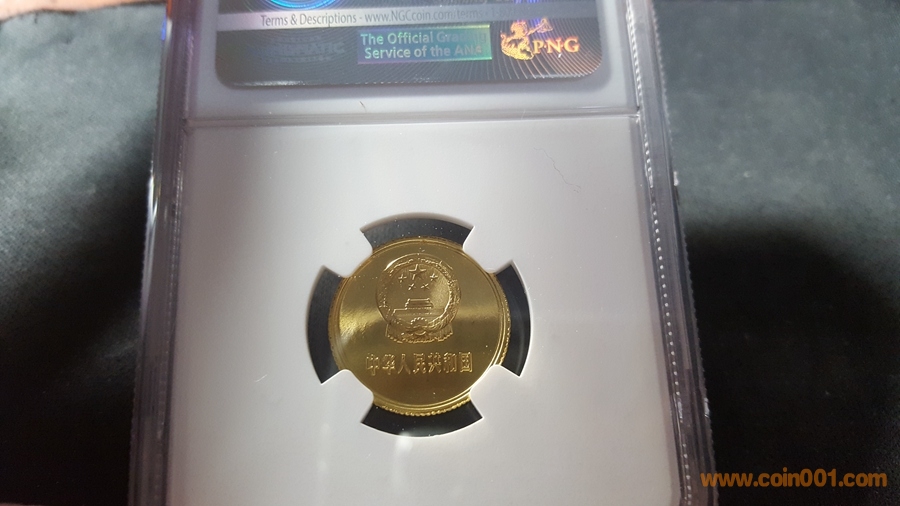 Terms & Descriptions - www.NGCcoin.com
The Official
Service of the ANA
PNG
中华人民共和国
www.coin001.com